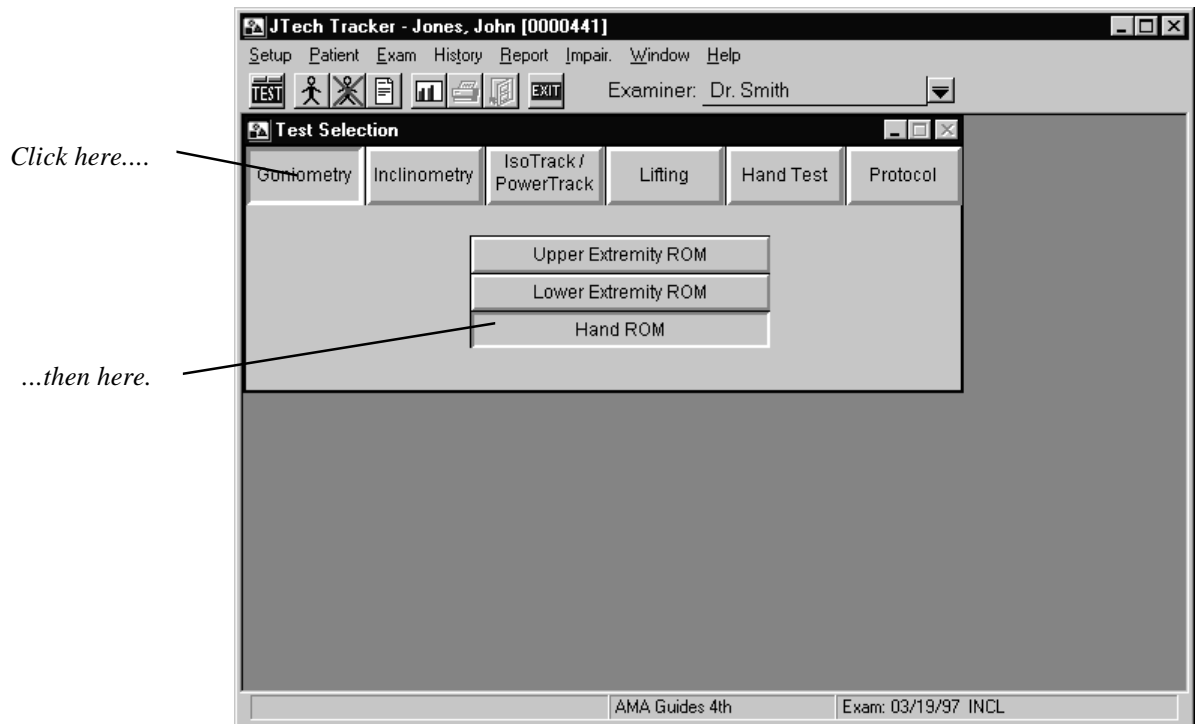 JTech Tracker - Jones, John [0000441]
Setup Patient Exam History Report Impair. Window Help
TEST EXIT Examiner: Dr. Smith
Test Selection
Click here....
Goniometry Inclinometry IsoTrack / PowerTrack Lifting Hand Test Protocol
Upper Extremity ROM
Lower Extremity ROM
Hand ROM
...then here.
AMA Guides 4th Exam: 03/19/97 INCL